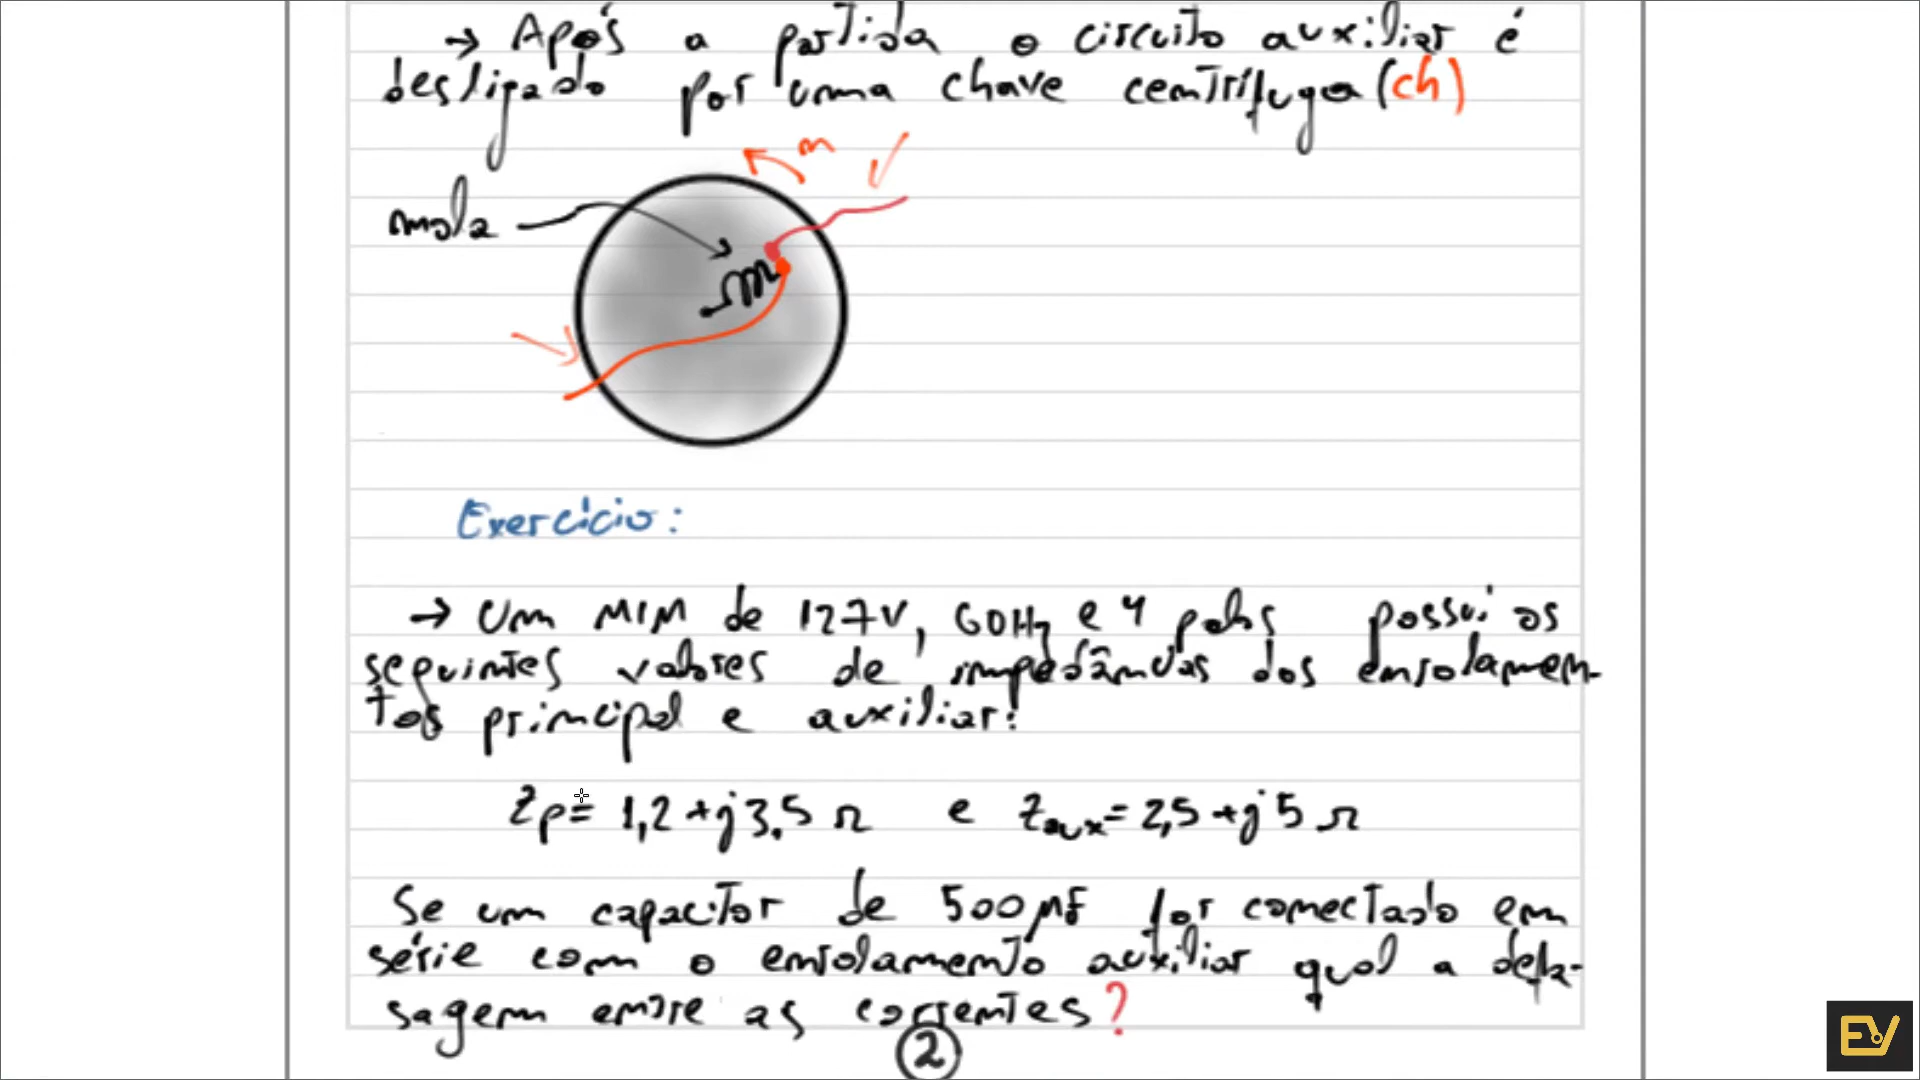 → Após a partida o circuito auxiliar é
desligado por uma chave centrífuga (ch)
n
mola
Exercício:
→ Um MIM de 127V, 60Hz e 4 polos possui os
seguintes valores de impedâncias dos enrolamen-
tos principal e auxiliar:
Zp= 1,2 +j3,5 Ω e Zaux= 2,5 +j5 Ω
Se um capacitor de 500μF for conectado em
série com o enrolamento auxiliar qual a defa-
sagem entre as correntes?
2
EV